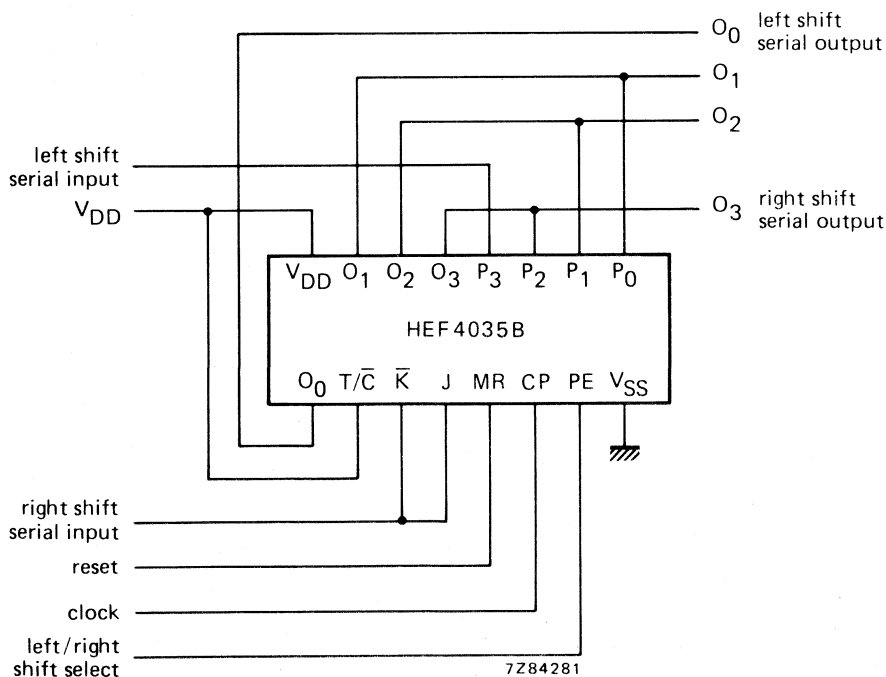 O0 left shift
serial output
O1
O2
left shift
serial input
VDD
O3 right shift
serial output
VDD O1 O2 O3 P3 P2 P1 P0
HEF4035B
O0 T/C̅ K̅ J MR CP PE VSS
right shift
serial input
reset
clock
left/right
shift select
7Z84281